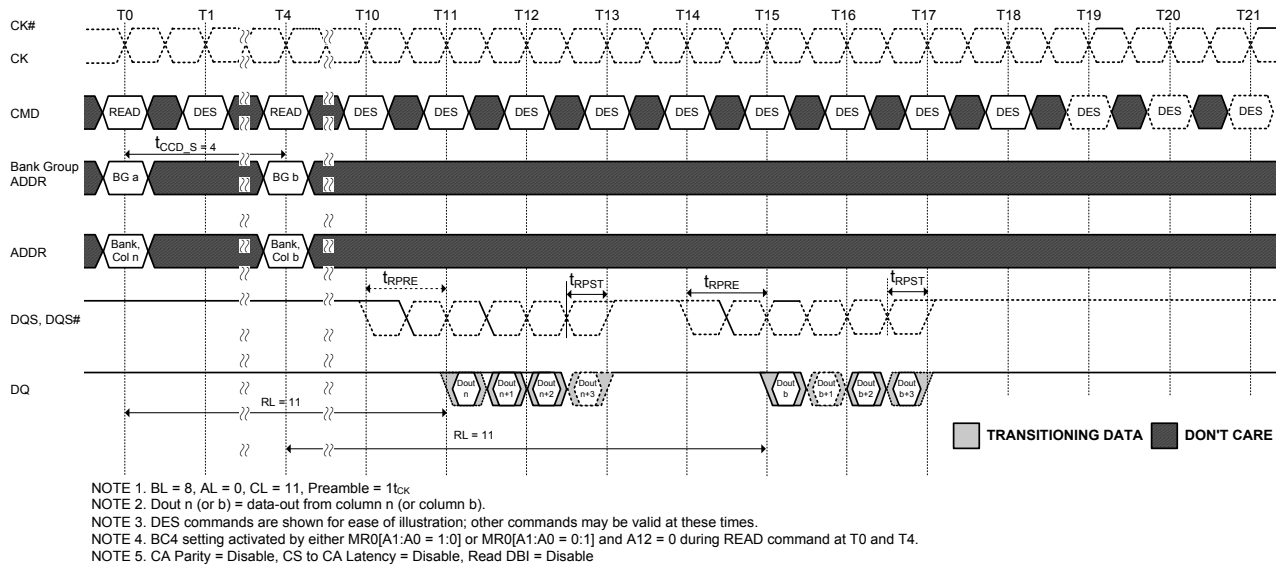 T0 T1 T4 T10 T11 T12 T13 T14 T15 T16 T17 T18 T19 T20 T21
CK#
CK
CMD READ DES READ DES DES DES DES DES DES DES DES DES DES DES DES
tCCD_S = 4
Bank Group
ADDR
BG a BG b
ADDR
Bank,
Col n
Bank,
Col b
tRPRE tRPST tRPRE tRPST
DQS, DQS#
DQ
Dout
n
Dout
n+1
Dout
n+2
Dout
n+3
Dout
b
Dout
b+1
Dout
b+2
Dout
b+3
RL = 11
RL = 11
TRANSITIONING DATA DON'T CARE
NOTE 1. BL = 8, AL = 0, CL = 11, Preamble = 1tCK
NOTE 2. Dout n (or b) = data-out from column n (or column b).
NOTE 3. DES commands are shown for ease of illustration; other commands may be valid at these times.
NOTE 4. BC4 setting activated by either MR0[A1:A0 = 1:0] or MR0[A1:A0 = 0:1] and A12 = 0 during READ command at T0 and T4.
NOTE 5. CA Parity = Disable, CS to CA Latency = Disable, Read DBI = Disable